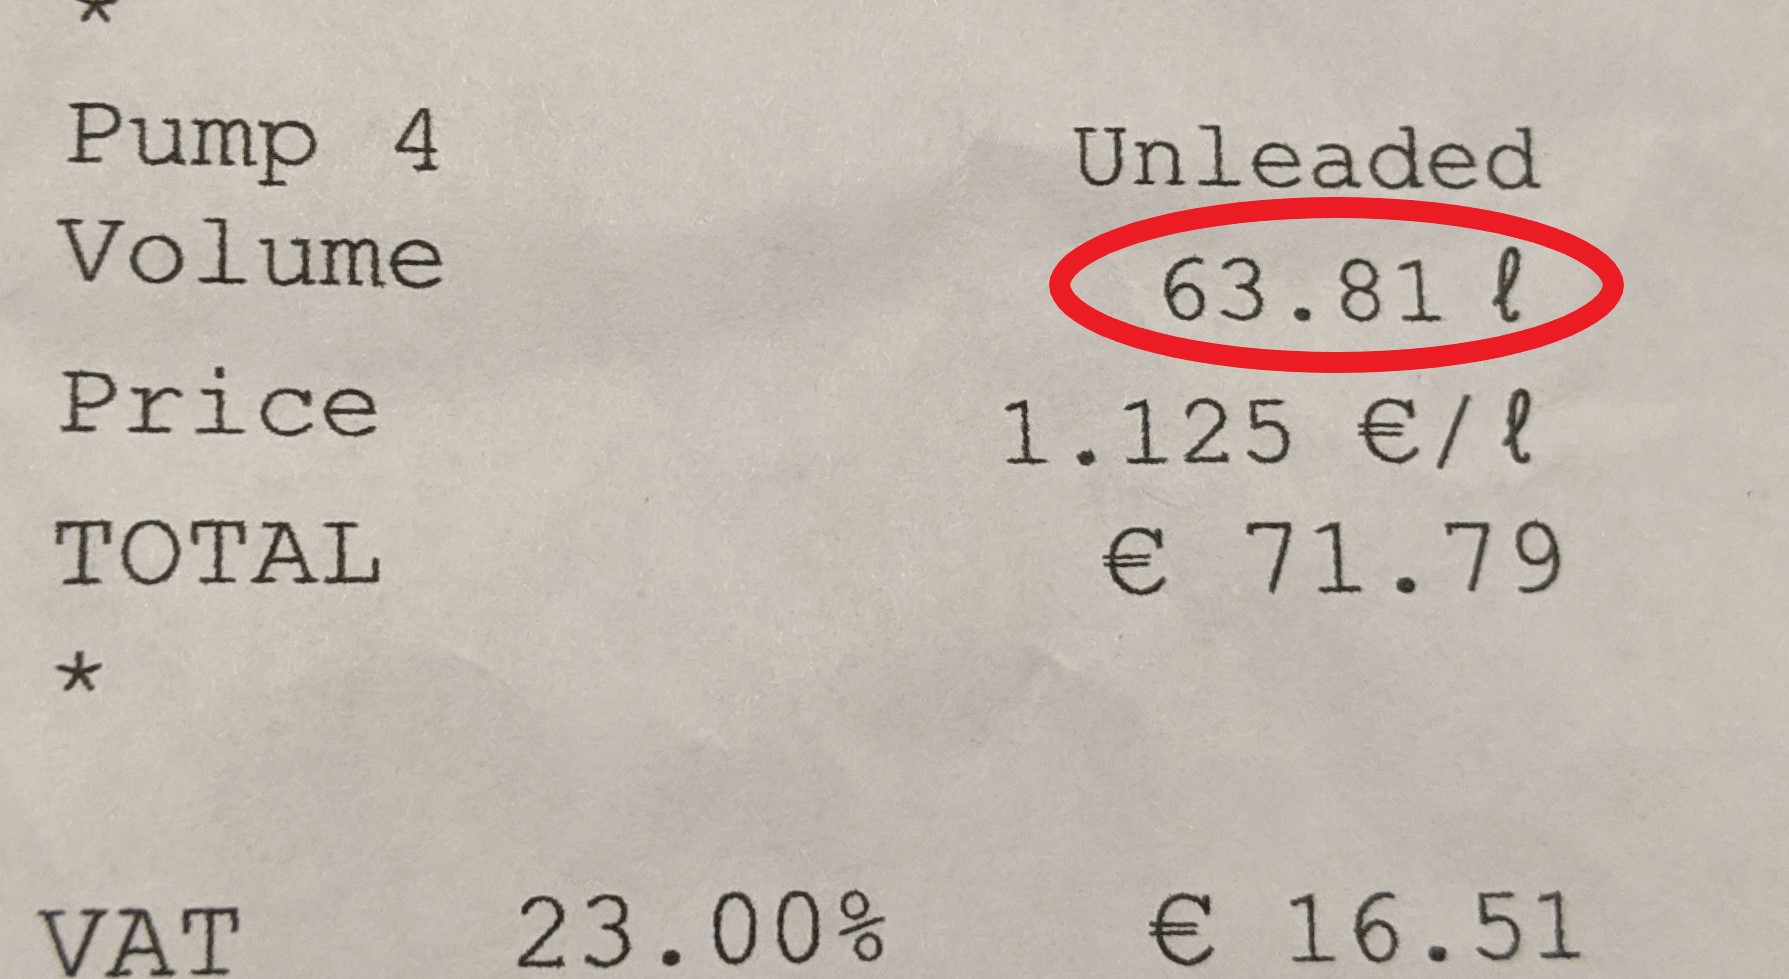 *
Pump 4 Unleaded
Volume 63.81 ℓ
Price 1.125 €/ℓ
TOTAL € 71.79
*
VAT 23.00% € 16.51